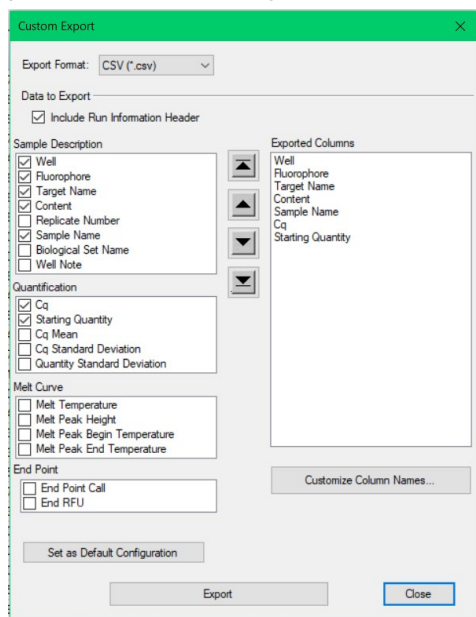 Custom Export
Export Format: CSV (*.csv)
Data to Export
Include Run Information Header
Sample Description
Well
Fluorophore
Target Name
Content
Replicate Number
Sample Name
Biological Set Name
Well Note
Quantification
Cq
Starting Quantity
Cq Mean
Cq Standard Deviation
Quantity Standard Deviation
Melt Curve
Melt Temperature
Melt Peak Height
Melt Peak Begin Temperature
Melt Peak End Temperature
End Point
End Point Call
End RFU
Exported Columns
Well
Fluorophore
Target Name
Content
Sample Name
Cq
Starting Quantity
Customize Column Names...
Set as Default Configuration
Export
Close